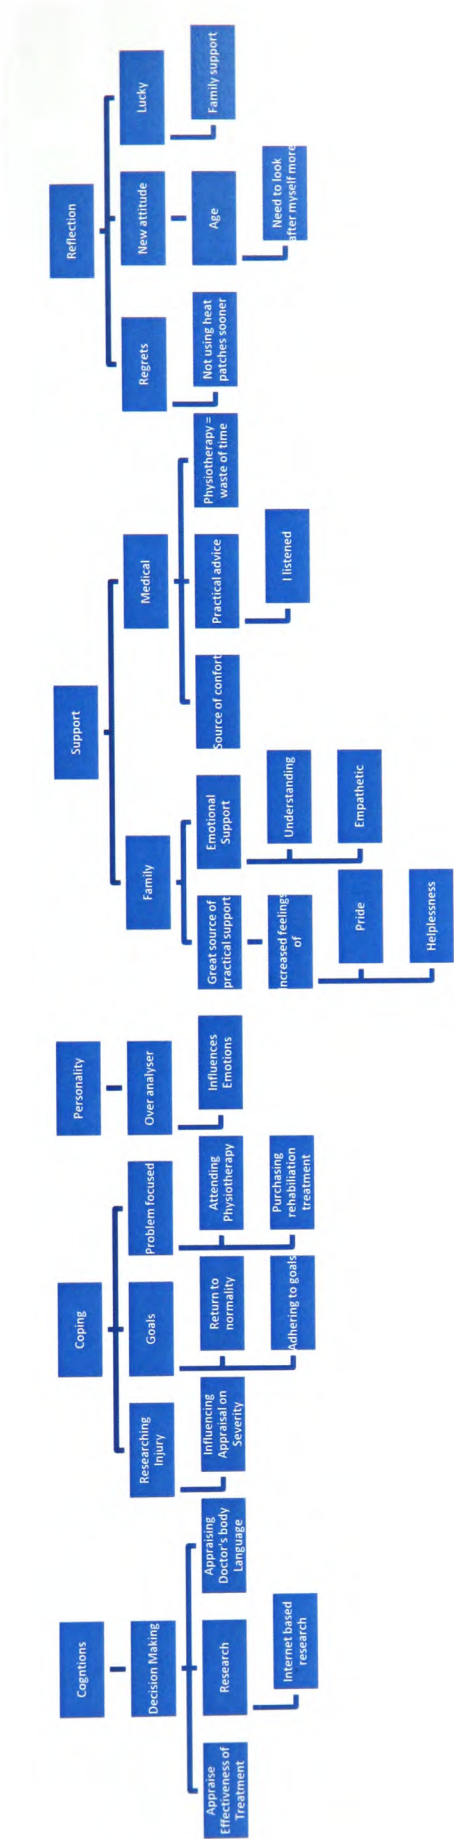 Cogntions
Decision Making
Appraise
Effectiveness of
Treatment
Research
Internet based
research
Appraising
Doctor's body
Language
Coping
Researching
Injury
Influencing
Appraisal on
Severity
Goals
Return to
normality
Adhering to goals
Problem focused
Attending
Physiotherapy
Purchasing
rehabiliation
treatment
Personality
Over analyser
Influences
Emotions
Support
Family
Great source of
practical support
Increased feelings
of
Pride
Helplessness
Emotional
Support
Understanding
Empathetic
Medical
Source of confort
Practical advice
I listened
Physiotherapy =
waste of time
Reflection
Regrets
Not using heat
patches sooner
New attitude
Age
Need to look
after myself more
Lucky
Family support